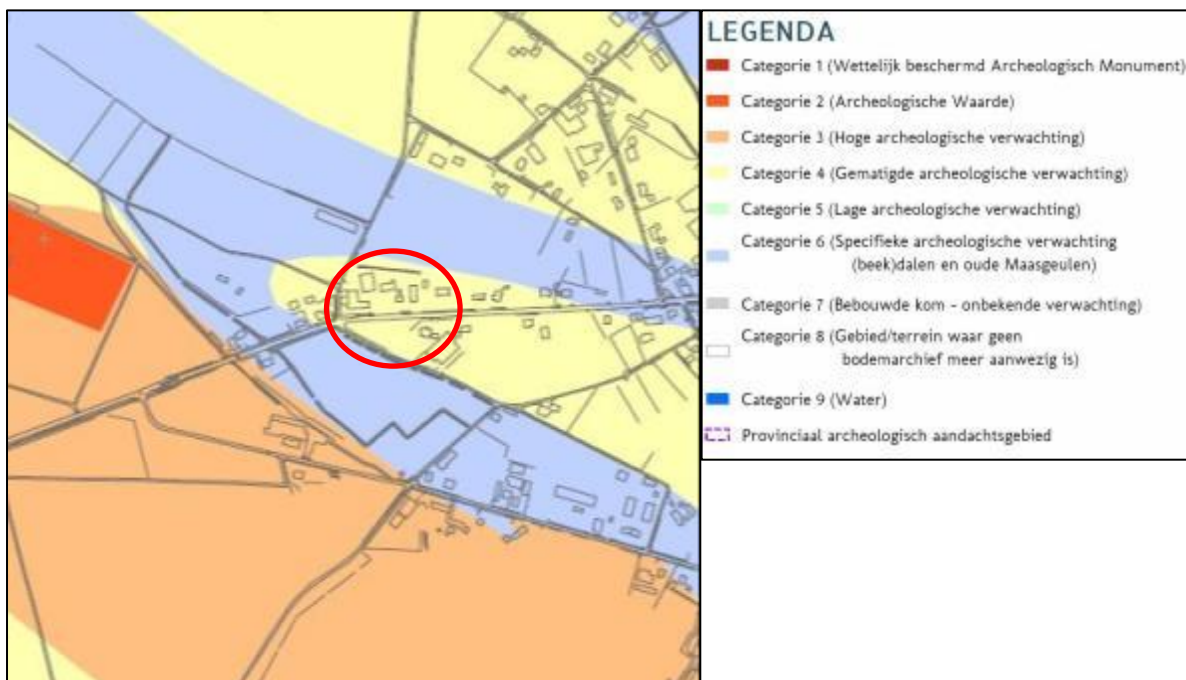 LEGENDA
Categorie 1 (Wettelijk beschermd Archeologisch Monument)
Categorie 2 (Archeologische Waarde)
Categorie 3 (Hoge archeologische verwachting)
Categorie 4 (Gematigde archeologische verwachting)
Categorie 5 (Lage archeologische verwachting)
Categorie 6 (Specifieke archeologische verwachting
(beek)dalen en oude Maasgeulen)
Categorie 7 (Bebouwde kom - onbekende verwachting)
Categorie 8 (Gebied/terrein waar geen
bodemarchief meer aanwezig is)
Categorie 9 (Water)
Provinciaal archeologisch aandachtsgebied